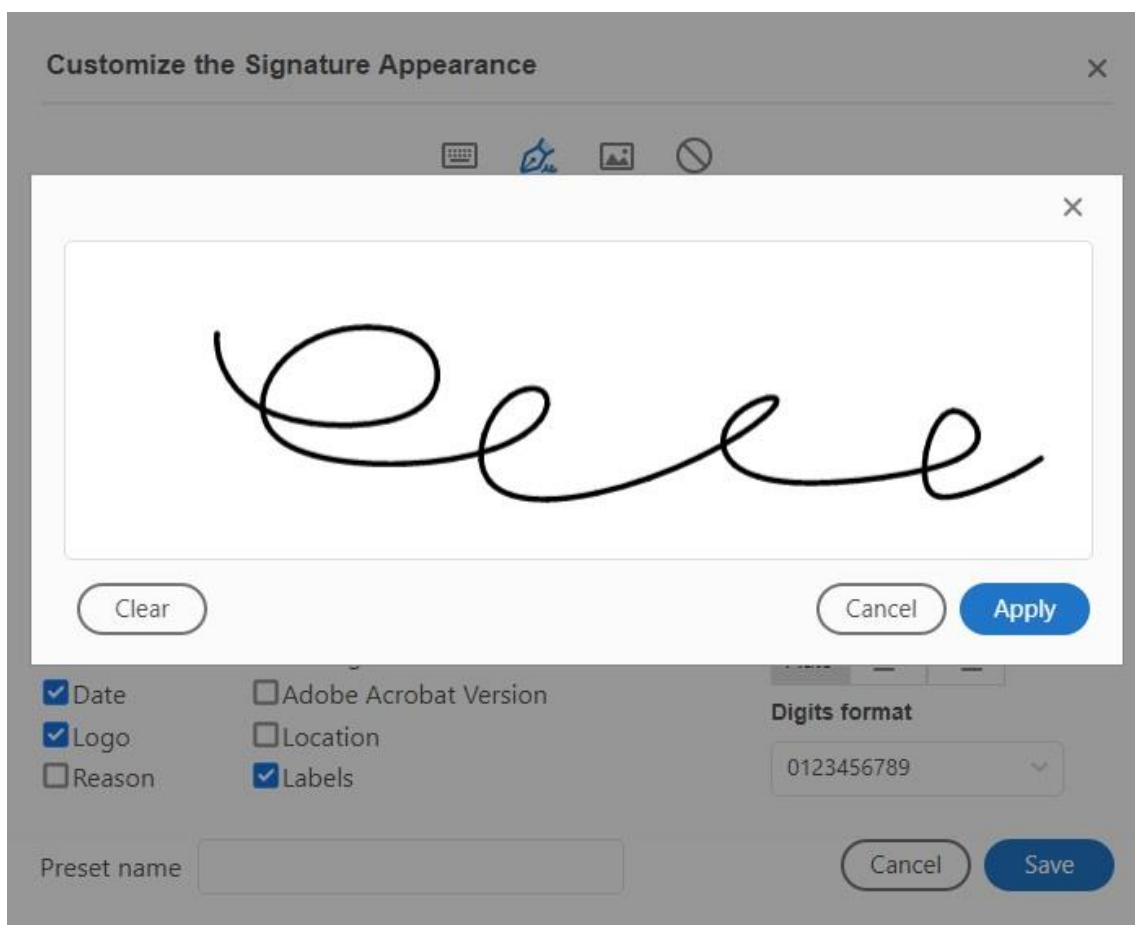 Customize the Signature Appearance
Clear
Cancel
Apply
Date
Adobe Acrobat Version
Digits format
Logo
Location
0123456789
Reason
Labels
Preset name
Cancel
Save